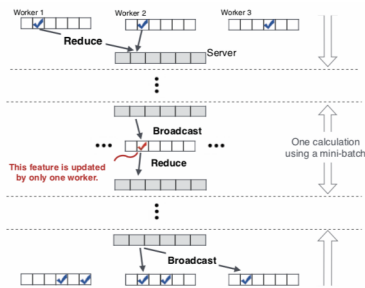 Worker 1
Worker 2
Worker 3
Reduce
Server
Broadcast
One calculation
using a mini-batch
This feature is updated
by only one worker.
Reduce
Broadcast